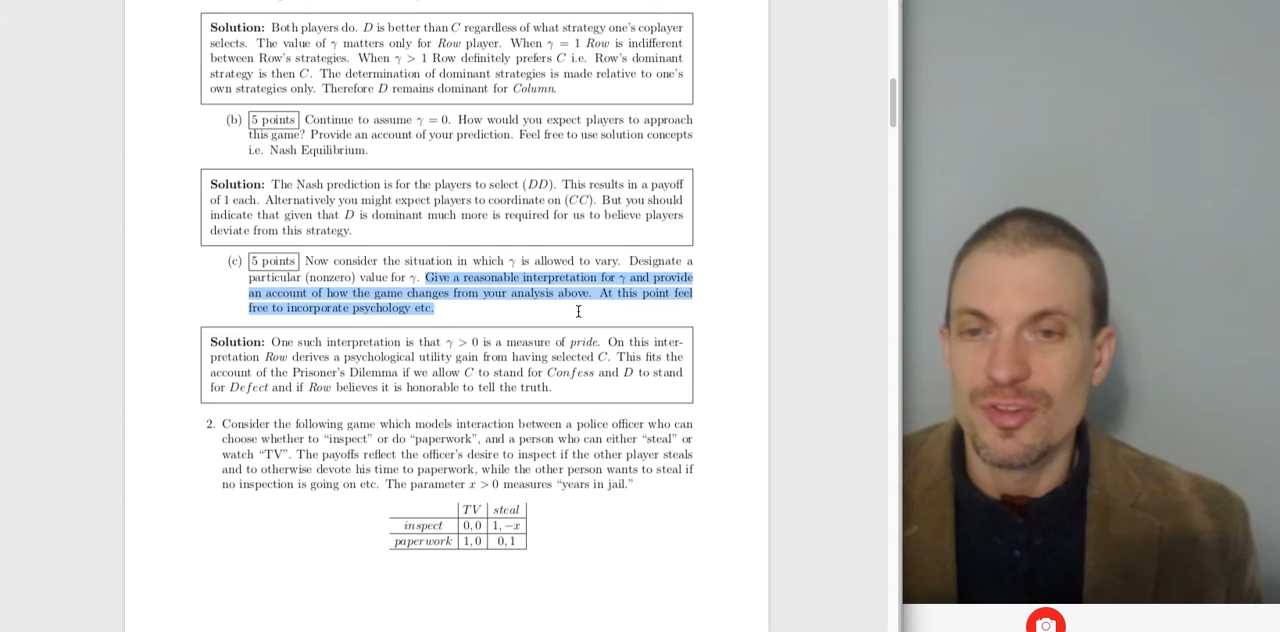 Solution: Both players do. D is better than C regardless of what strategy one's coplayer
selects. The value of γ matters only for Row player. When γ = 1 Row is indifferent
between Row's strategies. When γ > 1 Row definitely prefers C i.e. Row's dominant
strategy is then C. The determination of dominant strategies is made relative to one's
own strategies only. Therefore D remains dominant for Column.
(b) 5 points Continue to assume γ = 0. How would you expect players to approach
this game? Provide an account of your prediction. Feel free to use solution concepts
i.e. Nash Equilibrium.
Solution: The Nash prediction is for the players to select (DD). This results in a payoff
of 1 each. Alternatively you might expect players to coordinate on (CC). But you should
indicate that given that D is dominant much more is required for us to believe players
deviate from this strategy.
(c) 5 points Now consider the situation in which γ is allowed to vary. Designate a
particular (nonzero) value for γ. Give a reasonable interpretation for γ and provide
an account of how the game changes from your analysis above. At this point feel
free to incorporate psychology etc.
Solution: One such interpretation is that γ > 0 is a measure of pride. On this inter-
pretation Row derives a psychological utility gain from having selected C. This fits the
account of the Prisoner's Dilemma if we allow C to stand for Confess and D to stand
for Defect and if Row believes it is honorable to tell the truth.
2. Consider the following game which models interaction between a police officer who can
choose whether to "inspect" or do "paperwork", and a person who can either "steal" or
watch "TV". The payoffs reflect the officer's desire to inspect if the other player steals
and to otherwise devote his time to paperwork, while the other person wants to steal if
no inspection is going on etc. The parameter x > 0 measures "years in jail."
TV steal
inspect 0,0 1,−x
paperwork 1,0 0,1